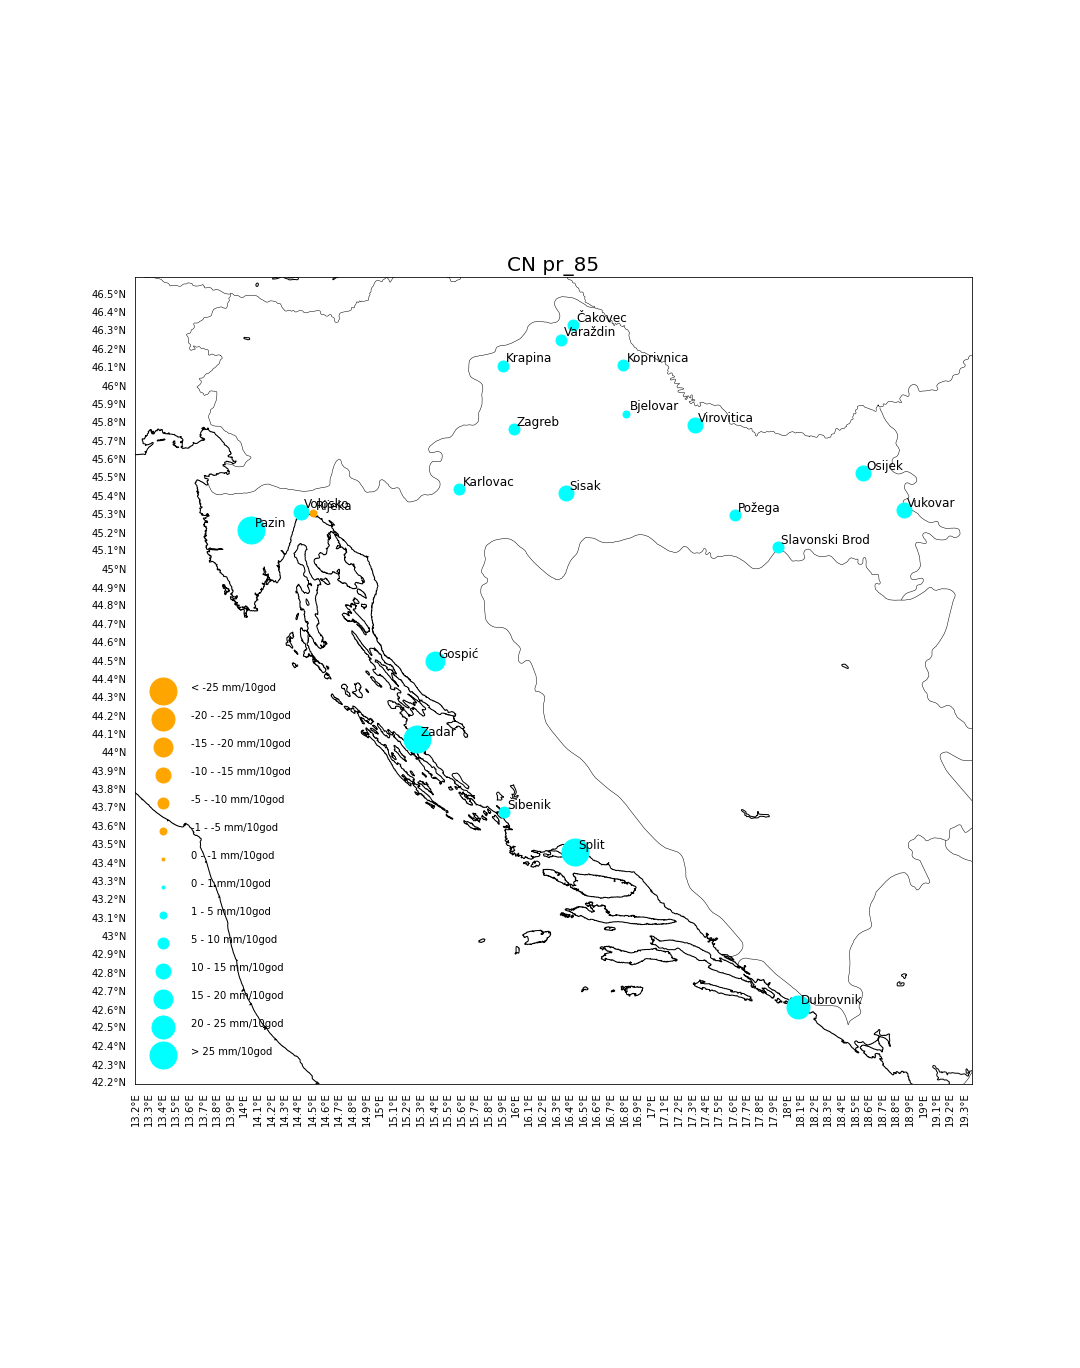 CN pr_85
46.5°N
46.4°N
46.3°N
46.2°N
46.1°N
46°N
45.9°N
45.8°N
45.7°N
45.6°N
45.5°N
45.4°N
45.3°N
45.2°N
45.1°N
45°N
44.9°N
44.8°N
44.7°N
44.6°N
44.5°N
44.4°N
44.3°N
44.2°N
44.1°N
44°N
43.9°N
43.8°N
43.7°N
43.6°N
43.5°N
43.4°N
43.3°N
43.2°N
43.1°N
43°N
42.9°N
42.8°N
42.7°N
42.6°N
42.5°N
42.4°N
42.3°N
42.2°N
Čakovec
Varaždin
Krapina
Koprivnica
Bjelovar
Virovitica
Zagreb
Osijek
Karlovac
Sisak
Vukovar
Rijeka
Požega
Pazin
Slavonski Brod
Gospić
Zadar
Šibenik
Split
Dubrovnik
< -25 mm/10god
-20 - -25 mm/10god
-15 - -20 mm/10god
-10 - -15 mm/10god
-5 - -10 mm/10god
-1 - -5 mm/10god
0 - -1 mm/10god
0 - 1 mm/10god
1 - 5 mm/10god
5 - 10 mm/10god
10 - 15 mm/10god
15 - 20 mm/10god
20 - 25 mm/10god
> 25 mm/10god
13.2°E
13.3°E
13.4°E
13.5°E
13.6°E
13.7°E
13.8°E
13.9°E
14°E
14.1°E
14.2°E
14.3°E
14.4°E
14.5°E
14.6°E
14.7°E
14.8°E
14.9°E
15°E
15.1°E
15.2°E
15.3°E
15.4°E
15.5°E
15.6°E
15.7°E
15.8°E
15.9°E
16°E
16.1°E
16.2°E
16.3°E
16.4°E
16.5°E
16.6°E
16.7°E
16.8°E
16.9°E
17°E
17.1°E
17.2°E
17.3°E
17.4°E
17.5°E
17.6°E
17.7°E
17.8°E
17.9°E
18°E
18.1°E
18.2°E
18.3°E
18.4°E
18.5°E
18.6°E
18.7°E
18.8°E
18.9°E
19°E
19.1°E
19.2°E
19.3°E